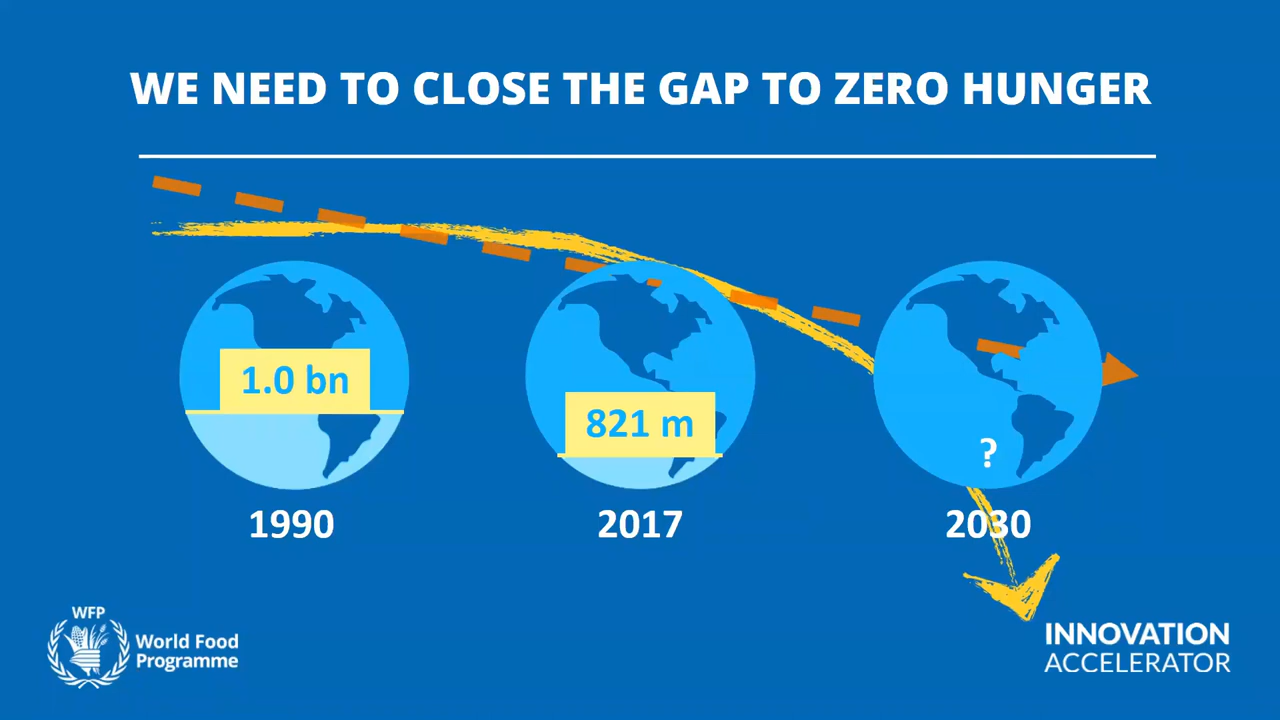 WE NEED TO CLOSE THE GAP TO ZERO HUNGER
1.0 bn
821 m
?
1990
2017
2030
WFP
World Food
Programme
INNOVATION
ACCELERATOR